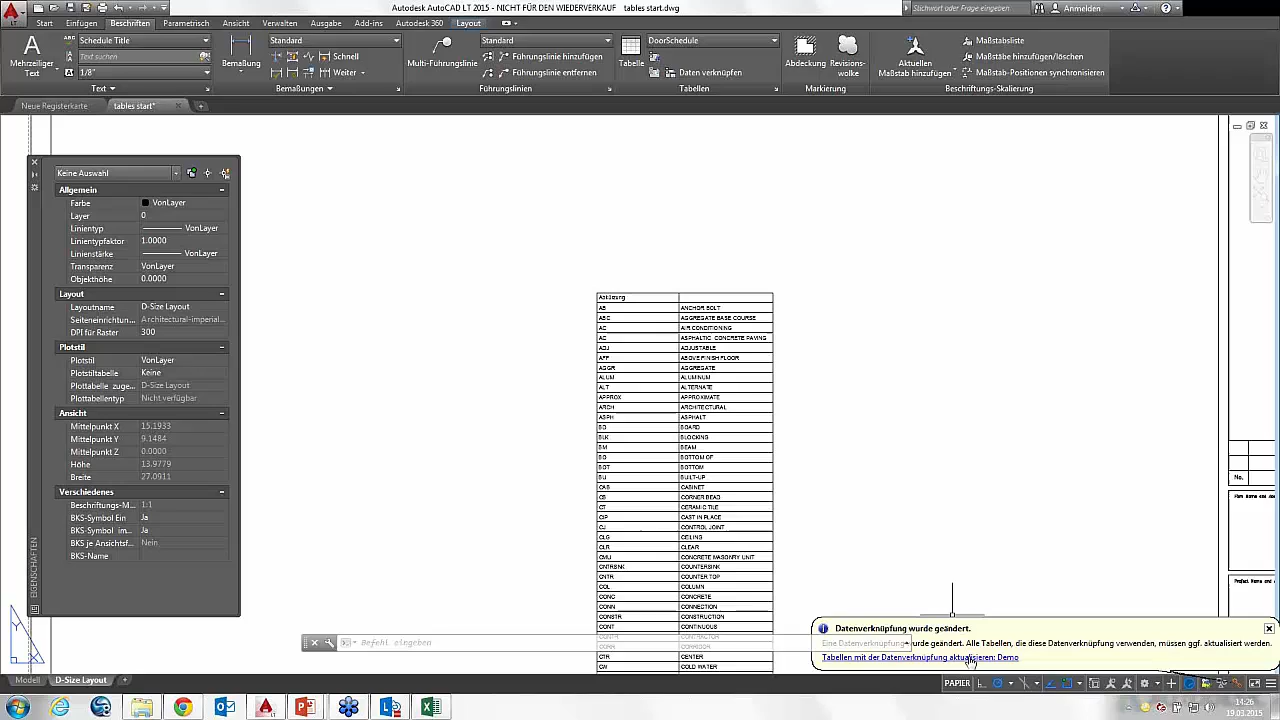 Autodesk AutoCAD LT 2015 - NICHT FÜR DEN WIEDERVERKAUF tables start.dwg
Stichwort oder Frage eingeben
Anmelden
Start Einfügen Beschriften Parametrisch Ansicht Verwalten Ausgabe Add-ins Autodesk 360 Layout
Mehrzeiliger Text
Schedule Title
Text suchen
1/8"
Text
Bemaßung
Standard
Schnell
Weiter
Bemaßungen
Multi-Führungslinie
Standard
Führungslinie hinzufügen
Führungslinie entfernen
Führungslinien
Tabelle
DoorSchedule
Daten verknüpfen
Tabellen
Abdeckung
Revisions-wolke
Markierung
Aktuellen Maßstab hinzufügen
Maßstabsliste
Maßstäbe hinzufügen/löschen
Maßstab-Positionen synchronisieren
Beschriftungs-Skalierung
Neue Registerkarte tables start*
Keine Auswahl
Allgemein
Farbe VonLayer
Layer 0
Linientyp VonLayer
Linientypfaktor 1.0000
Linienstärke VonLayer
Transparenz VonLayer
Objekthöhe 0.0000
Layout
Layoutname D-Size Layout
Seiteneinrichtun... Architectural-imperial...
DPI für Raster 300
Plotstil
Plotstil VonLayer
Plotstiltabelle Keine
Plottabelle zuge... D-Size Layout
Plottabellentyp Nicht verfügbar
Ansicht
Mittelpunkt X 15.1933
Mittelpunkt Y 9.1484
Mittelpunkt Z 0.0000
Höhe 13.9779
Breite 27.0911
Verschiedenes
Beschriftungs-M... 1:1
BKS-Symbol Ein Ja
BKS-Symbol im... Ja
BKS je Ansichtsf... Nein
BKS-Name
EIGENSCHAFTEN
AB ANCHOR BOLT
ABC AGGREGATE BASE COURSE
AC AIR CONDITIONING
AC ASPHALTIC CONCRETE PAVING
ADJ ADJUSTABLE
AFF ABOVE FINISH FLOOR
AGGR AGGREGATE
ALUM ALUMINUM
ALT ALTERNATE
APPROX APPROXIMATE
ARCH ARCHITECTURAL
ASPH ASPHALT
BD BOARD
BLK BLOCKING
BM BEAM
BO BOTTOM OF
BOT BOTTOM
BU BUILT-UP
CAB CABINET
CB CORNER BEAD
CT CERAMIC TILE
CIP CAST IN PLACE
CJ CONTROL JOINT
CLG CEILING
CLR CLEAR
CMU CONCRETE MASONRY UNIT
CNTRSNK COUNTERSINK
CNTR COUNTER TOP
COL COLUMN
CONC CONCRETE
CONN CONNECTION
CONSTR CONSTRUCTION
CONT CONTINUOUS
CONTR CONTRACTOR
CORR CORRIDOR
CTR CENTER
CW COLD WATER
No.
Befehl eingeben
Datenverknüpfung wurde geändert.
Eine Datenverknüpfung wurde geändert. Alle Tabellen, die diese Datenverknüpfung verwenden, müssen ggf. aktualisiert werden.
Tabellen mit der Datenverknüpfung aktualisieren: Demo
Modell D-Size Layout
PAPIER
14:26
19.03.2015